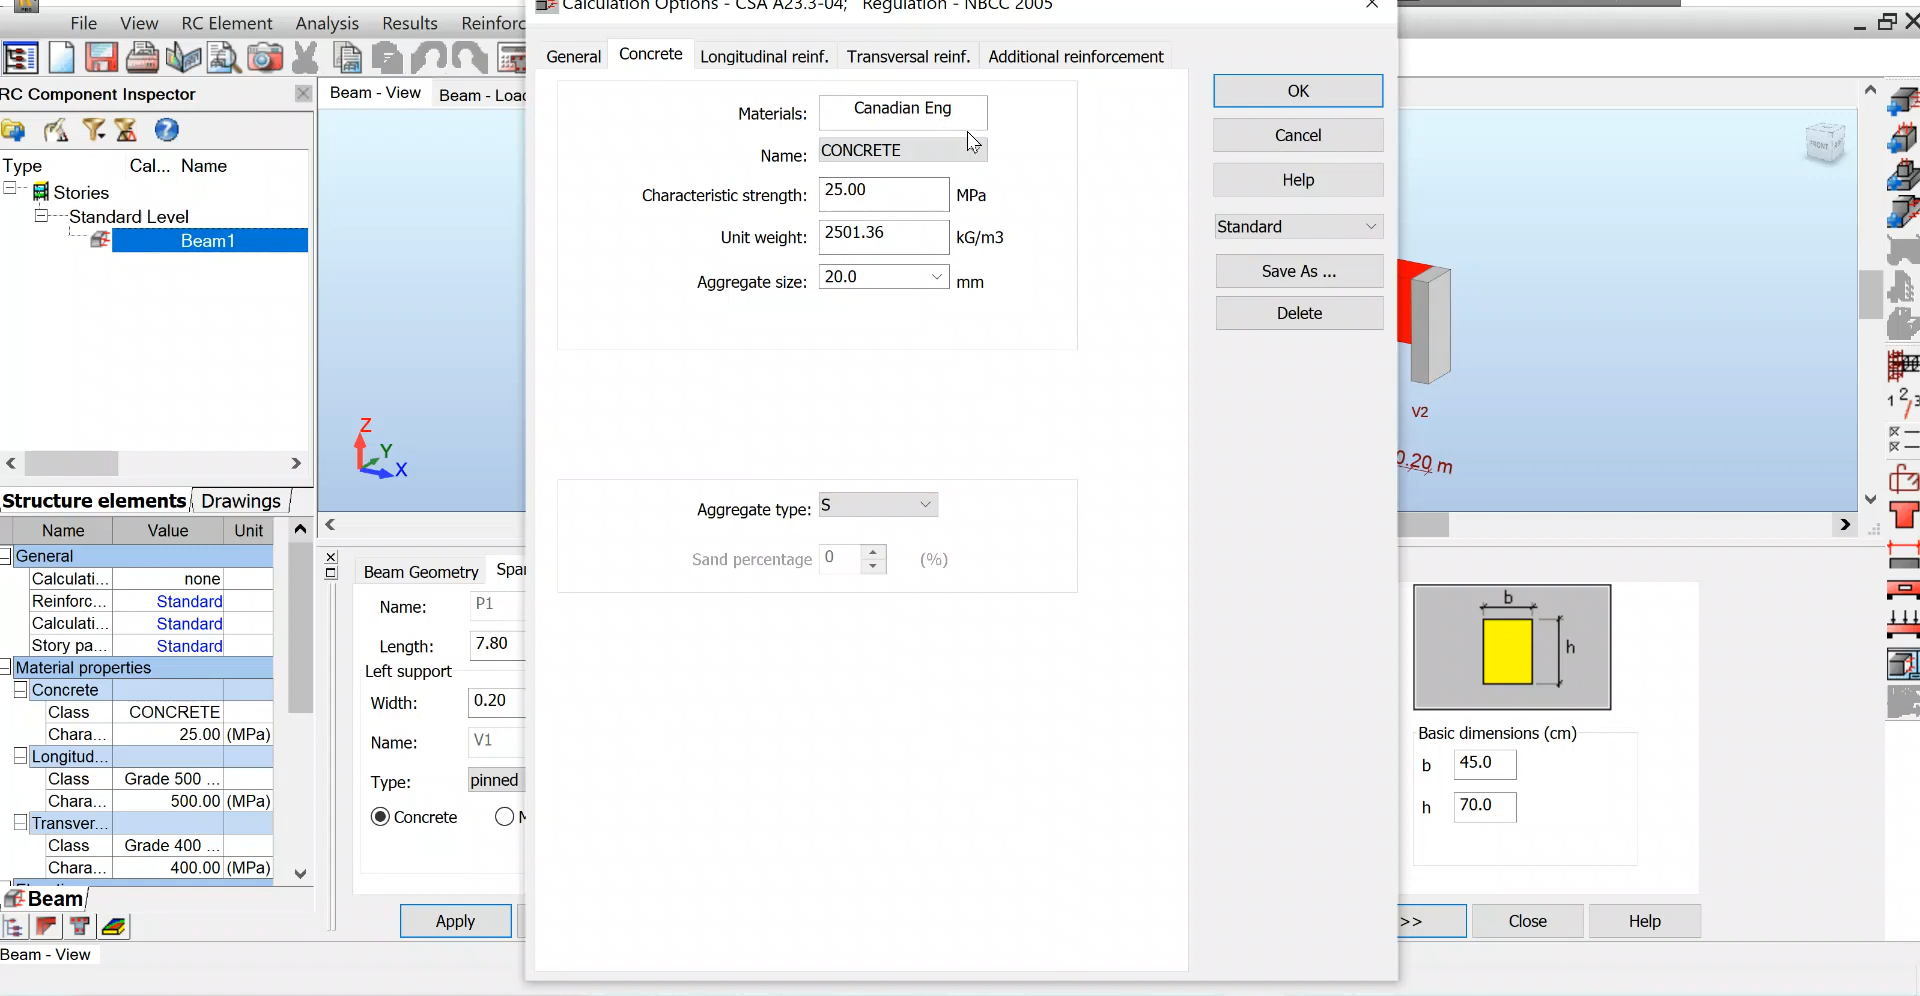 Calculation Options - CSA A23.3-04; Regulation - NBCC 2005
File View RC Element Analysis Results Reinforc
RC Component Inspector
Beam - View Beam - Load
General Concrete Longitudinal reinf. Transversal reinf. Additional reinforcement
Materials: Canadian Eng
Name: CONCRETE
Characteristic strength: 25.00 MPa
Unit weight: 2501.36 kG/m3
Aggregate size: 20.0 mm
OK
Cancel
Help
Standard
Save As ...
Delete
Aggregate type: S
Sand percentage 0 (%)
Type Cal... Name
Stories
Standard Level
Beam1
Z
Y
X
FRONT
V2
0.20 m
Structure elements Drawings
Name Value Unit
General
Calculati... none
Reinforc... Standard
Calculati... Standard
Story pa... Standard
Material properties
Concrete
Class CONCRETE
Chara... 25.00 (MPa)
Longitud...
Class Grade 500 ...
Chara... 500.00 (MPa)
Transver...
Class Grade 400 ...
Chara... 400.00 (MPa)
Beam
Beam - View
Beam Geometry Span
Name: P1
Length: 7.80
Left support
Width: 0.20
Name: V1
Type: pinned
Concrete M
Apply
b
h
Basic dimensions (cm)
b 45.0
h 70.0
>> Close Help